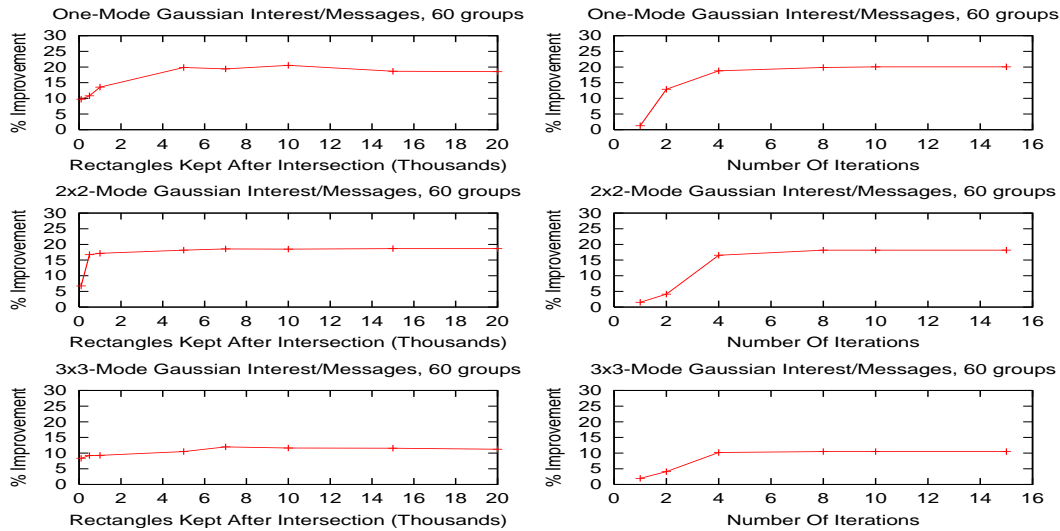 One-Mode Gaussian Interest/Messages, 60 groups
% Improvement
30
25
20
15
10
5
0
0 2 4 6 8 10 12 14 16 18 20
Rectangles Kept After Intersection (Thousands)
One-Mode Gaussian Interest/Messages, 60 groups
% Improvement
30
25
20
15
10
5
0
0 2 4 6 8 10 12 14 16
Number Of Iterations
2x2-Mode Gaussian Interest/Messages, 60 groups
% Improvement
30
25
20
15
10
5
0
0 2 4 6 8 10 12 14 16 18 20
Rectangles Kept After Intersection (Thousands)
2x2-Mode Gaussian Interest/Messages, 60 groups
% Improvement
30
25
20
15
10
5
0
0 2 4 6 8 10 12 14 16
Number Of Iterations
3x3-Mode Gaussian Interest/Messages, 60 groups
% Improvement
30
25
20
15
10
5
0
0 2 4 6 8 10 12 14 16 18 20
Rectangles Kept After Intersection (Thousands)
3x3-Mode Gaussian Interest/Messages, 60 groups
% Improvement
30
25
20
15
10
5
0
0 2 4 6 8 10 12 14 16
Number Of Iterations